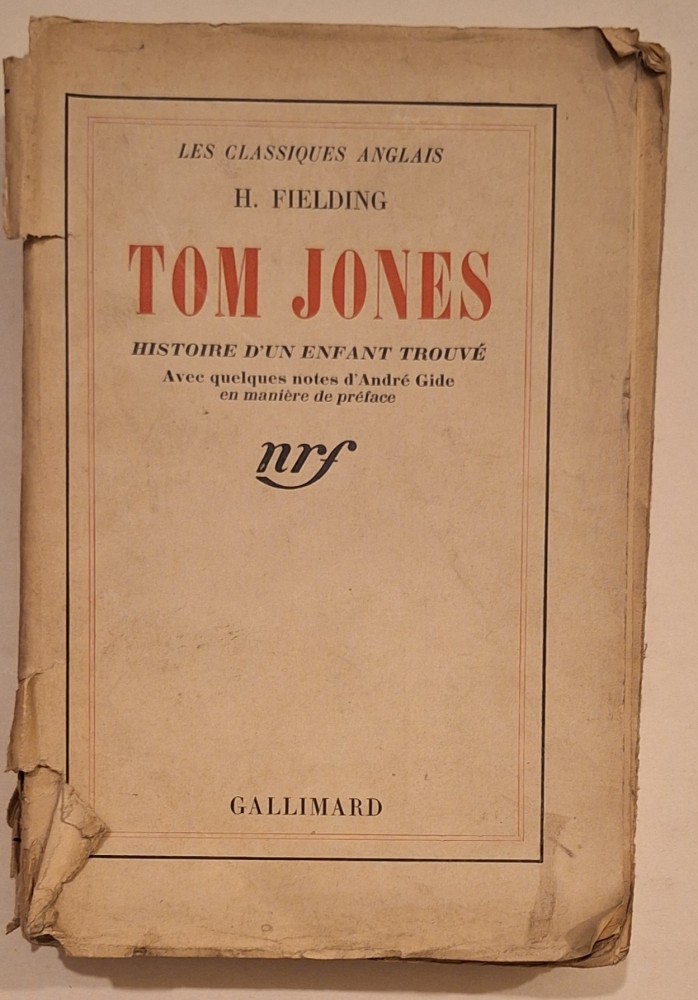 LES CLASSIQUES ANGLAIS
H. FIELDING
TOM JONES
HISTOIRE D'UN ENFANT TROUVÉ
Avec quelques notes d'André Gide
en manière de préface
nrf
GALLIMARD